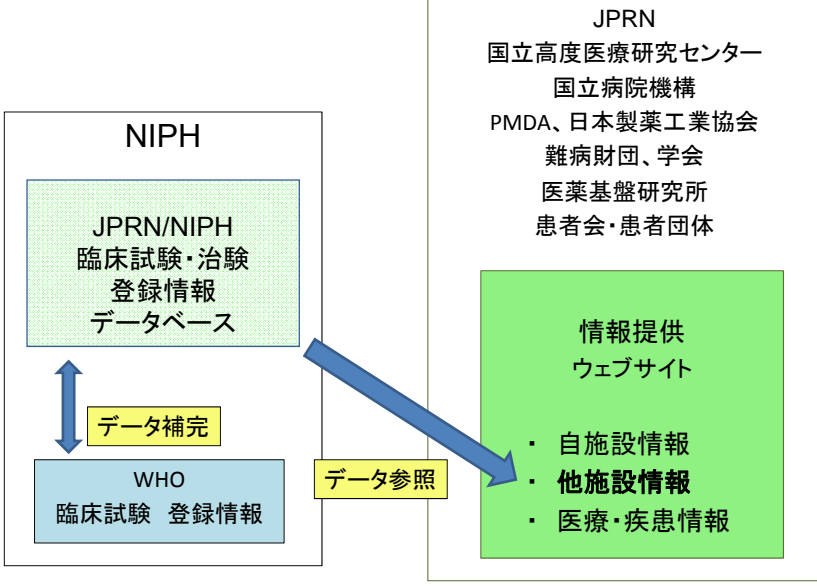 NIPH
JPRN/NIPH
臨床試験・治験
登録情報
データベース
データ補完
WHO
臨床試験 登録情報
データ参照
JPRN
国立高度医療研究センター
国立病院機構
PMDA、日本製薬工業協会
難病財団、学会
医薬基盤研究所
患者会・患者団体
情報提供
ウェブサイト
・ 自施設情報
・ 他施設情報
・ 医療・疾患情報